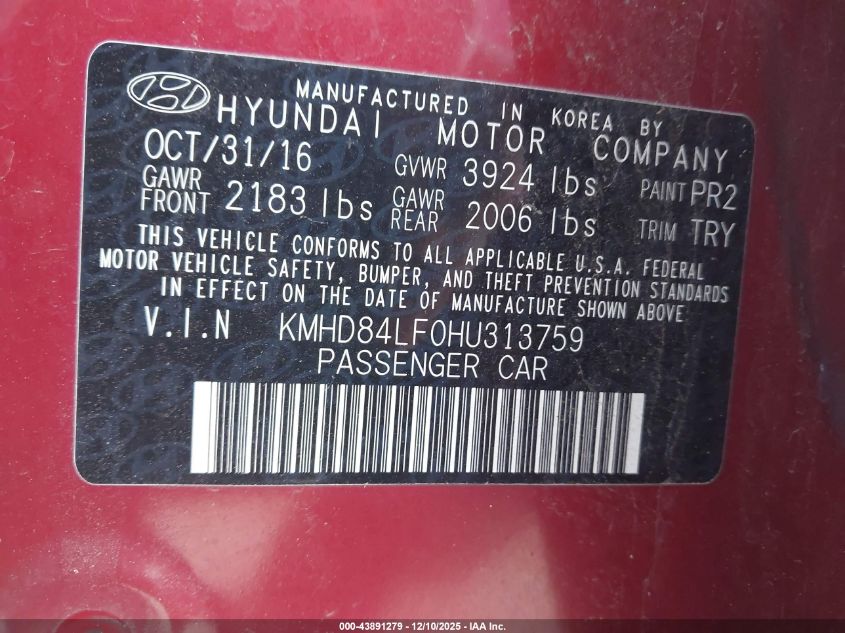 MANUFACTURED IN KOREA BY
HYUNDAI MOTOR COMPANY
OCT/31/16 GVWR 3924 lbs PAINT PR2
GAWR FRONT 2183 lbs GAWR REAR 2006 lbs TRIM TRY
THIS VEHICLE CONFORMS TO ALL APPLICABLE U.S.A. FEDERAL
MOTOR VEHICLE SAFETY, BUMPER, AND THEFT PREVENTION STANDARDS
IN EFFECT ON THE DATE OF MANUFACTURE SHOWN ABOVE.
V.I.N KMHD84LF0HU313759
PASSENGER CAR
000-43891279 - 12/10/2025 - IAA Inc.